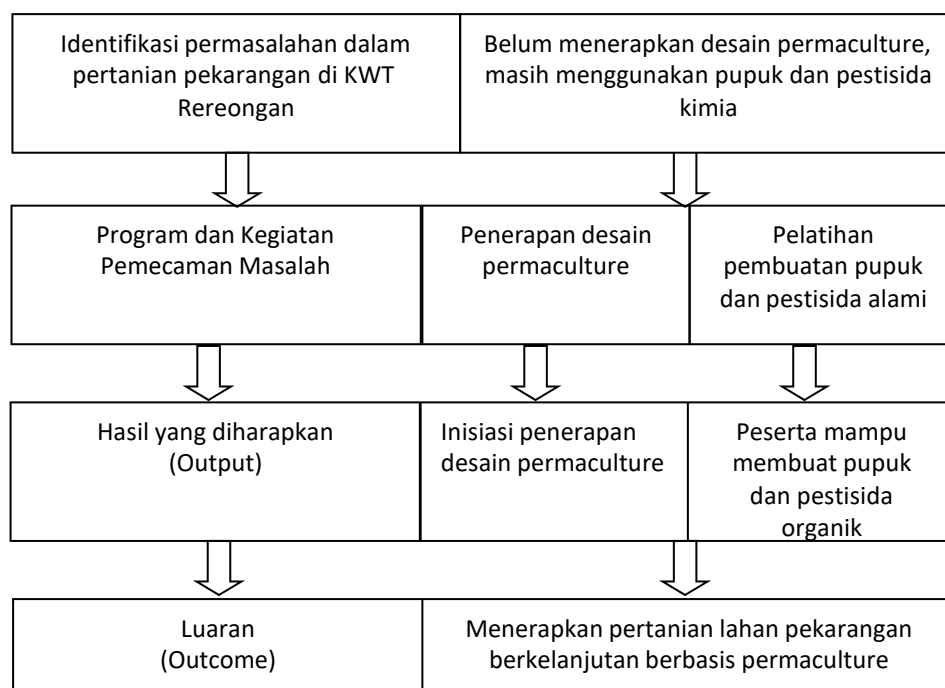 Identifikasi permasalahan dalam
pertanian pekarangan di KWT
Rereongan
Belum menerapkan desain permaculture,
masih menggunakan pupuk dan pestisida
kimia
Program dan Kegiatan
Pemecaman Masalah
Penerapan desain
permaculture
Pelatihan
pembuatan pupuk
dan pestisida alami
Hasil yang diharapkan
(Output)
Inisiasi penerapan
desain permaculture
Peserta mampu
membuat pupuk
dan pestisida
organik
Luaran
(Outcome)
Menerapkan pertanian lahan pekarangan
berkelanjutan berbasis permaculture